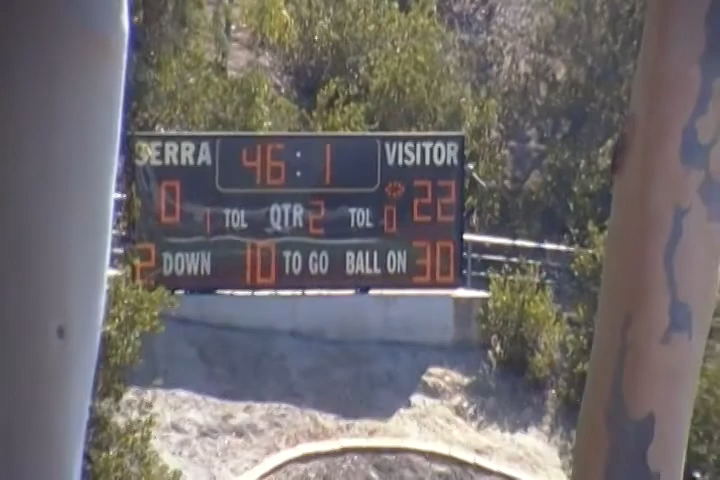 SERRA 46:1 VISITOR
0 1 TOL QTR 2 TOL 0 22
2 DOWN 10 TO GO BALL ON 30